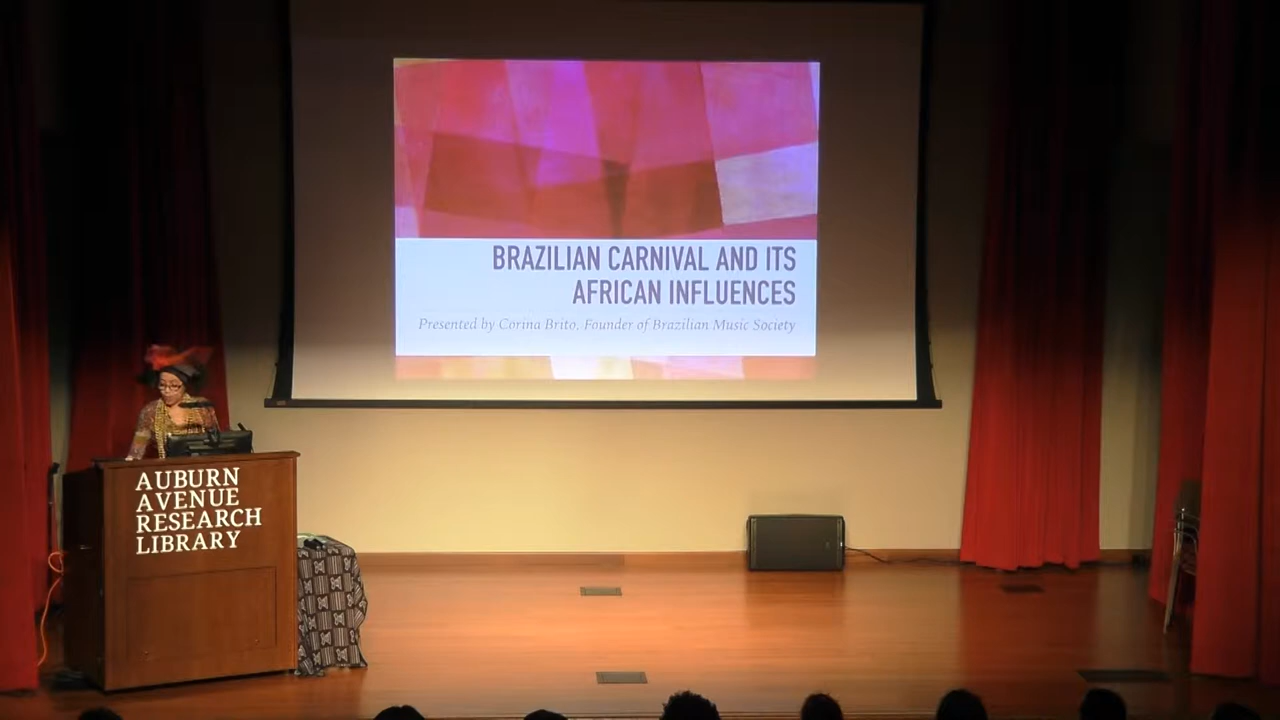 BRAZILIAN CARNIVAL AND ITS
AFRICAN INFLUENCES
Presented by Corina Brito, Founder of Brazilian Music Society
AUBURN
AVENUE
RESEARCH
LIBRARY